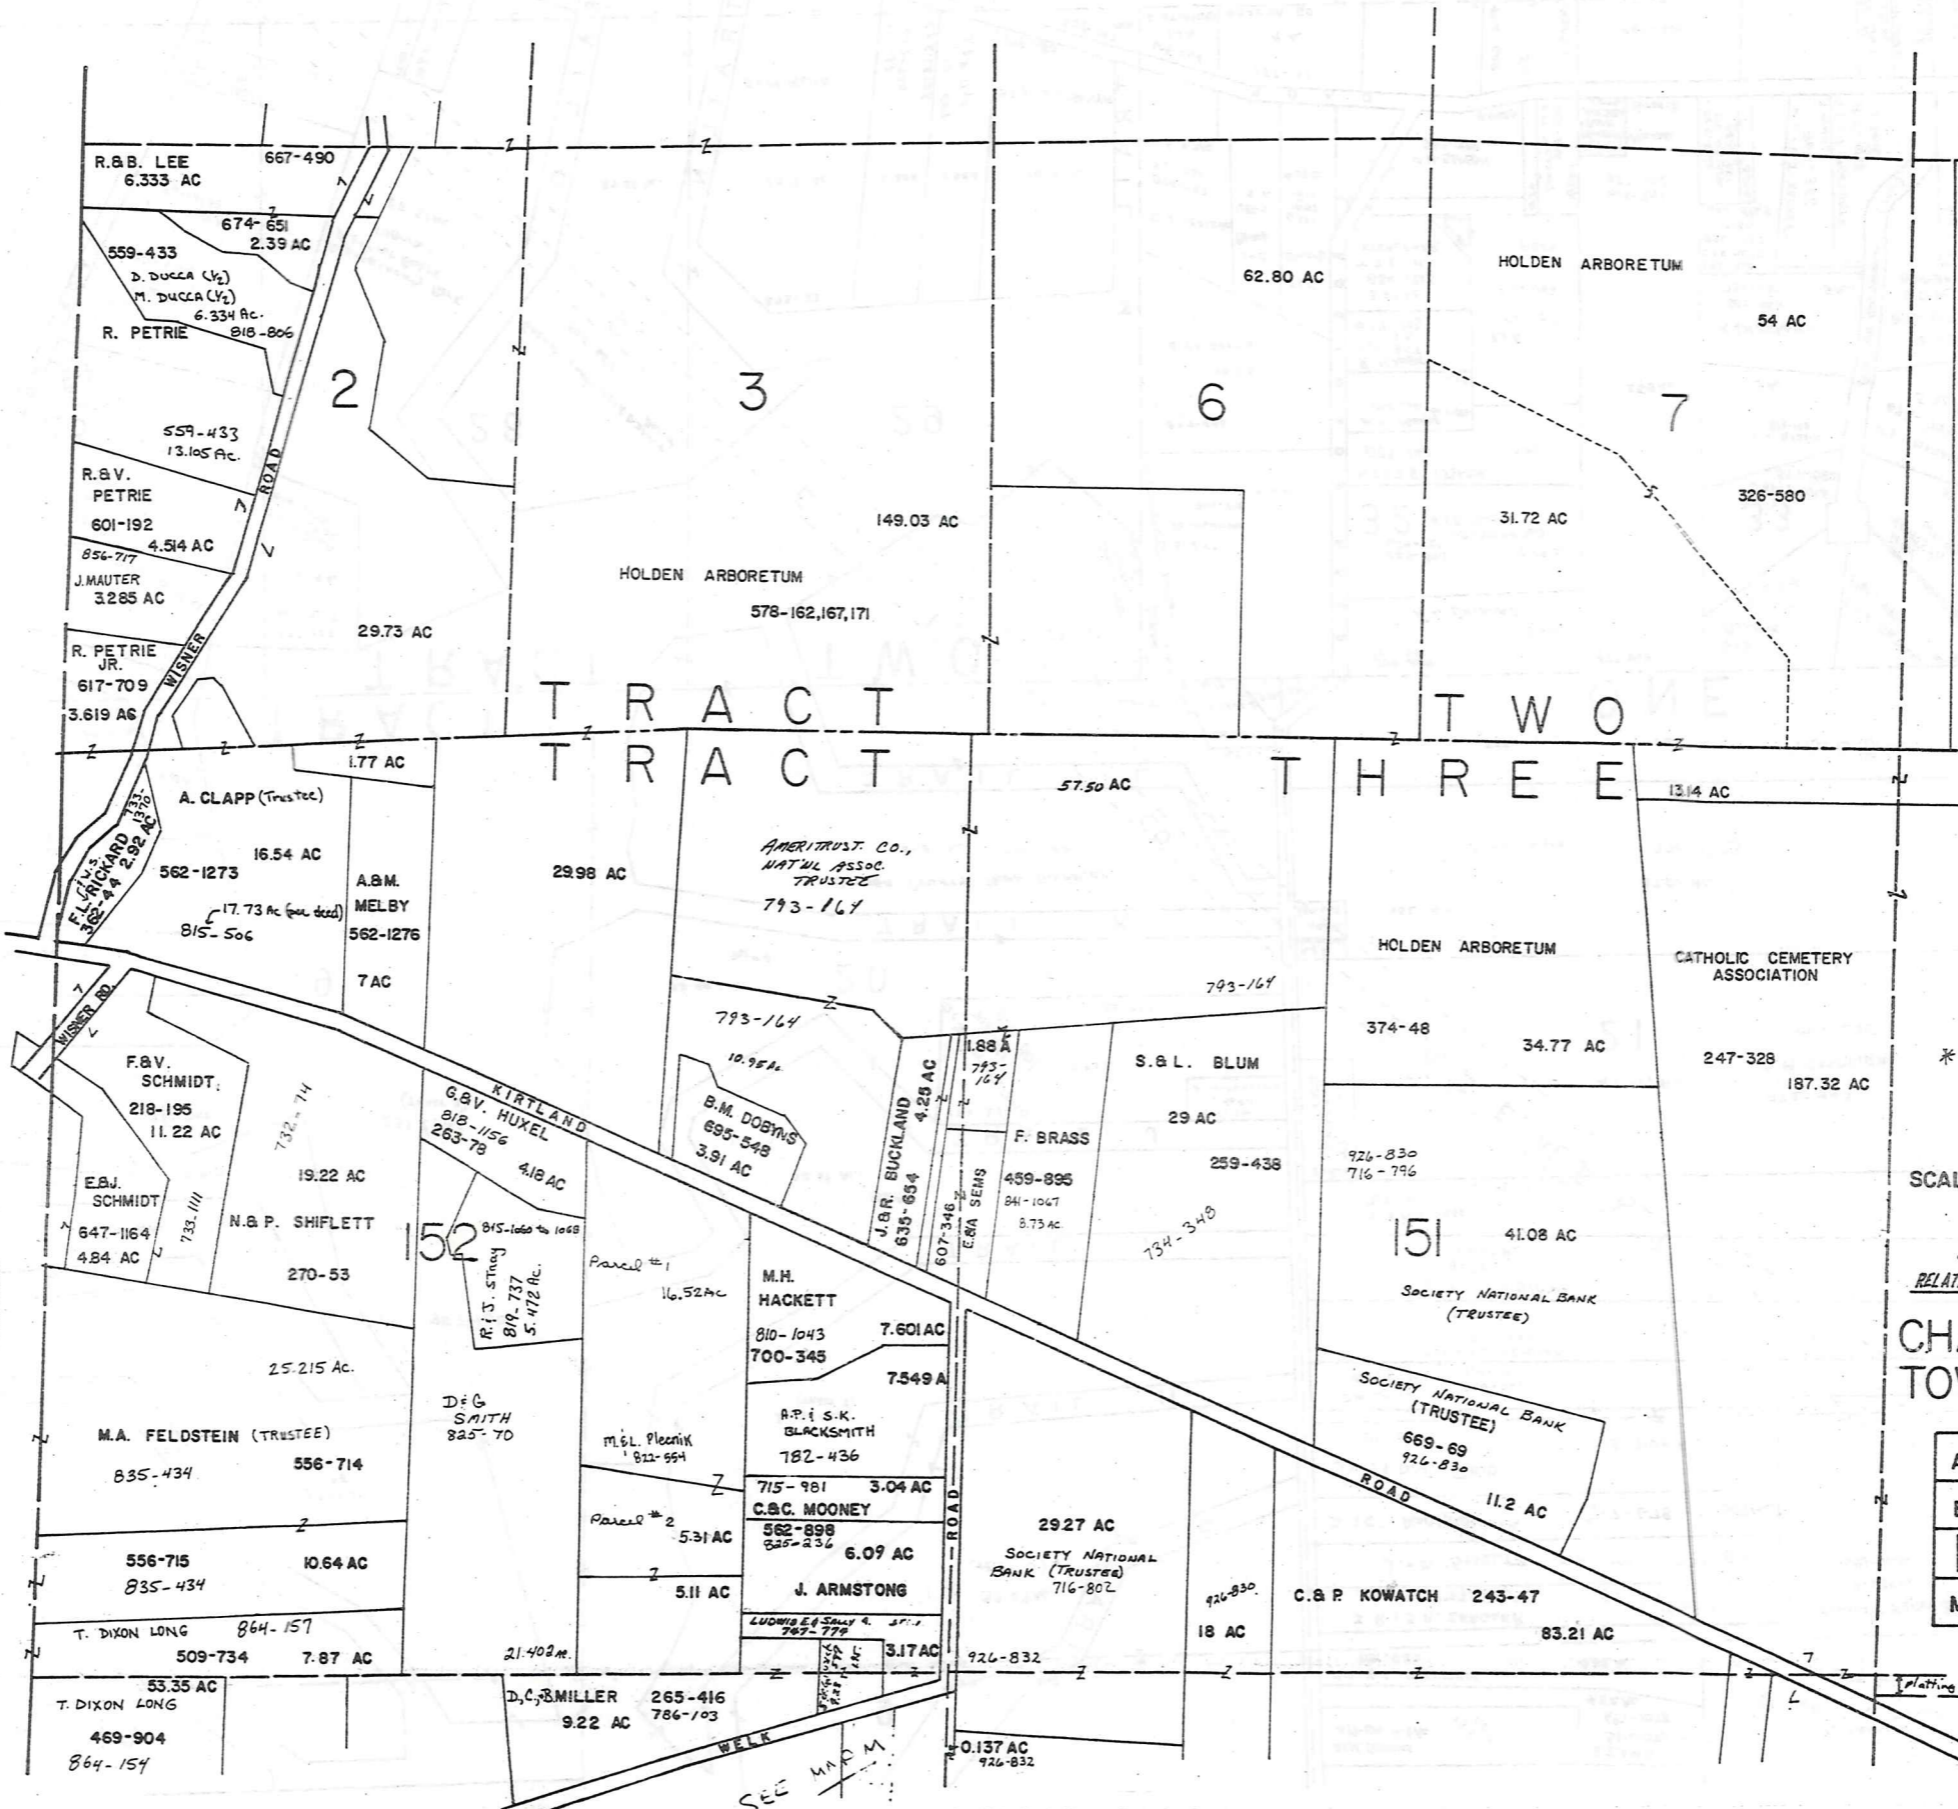 R.&B. LEE
6.333 AC
667-490
674-651
2.39 AC
559-433
D. DUCCA (½)
M. DUCCA (½)
6.334 Ac.
R. PETRIE
818-806
2
3
6
7
62.80 AC
HOLDEN ARBORETUM
54 AC
559-433
13.105 Ac.
ROAD
R.&V.
PETRIE
601-192
4.514 AC
856-717
J. MAUTER
3.285 AC
149.03 AC
31.72 AC
326-580
HOLDEN ARBORETUM
578-162,167,171
29.73 AC
WISNER
R. PETRIE
JR.
617-709
3.619 AC
TRACT TWO
TRACT THREE
1.77 AC
57.50 AC
13.14 AC
A. CLAPP (Trustee)
16.54 AC
562-1273
17.73 Ac (per deed)
815-506
733-
1370
F.L. RICKARD
362-44 2.92 AC
A.&M.
MELBY
562-1276
7 AC
29.98 AC
AMERITRUST CO.,
NAT'NL ASSOC.
TRUSTEE
793-164
HOLDEN ARBORETUM
374-48
34.77 AC
CATHOLIC CEMETERY
ASSOCIATION
247-328
187.32 AC
*
793-164
WISNER RD.
F.&V.
SCHMIDT
218-195
11.22 AC
732-74
KIRTLAND
G.&V. HUXEL
818-1156
263-78
4.18 AC
793-164
10.95 Ac
B.M. DOBYNS
695-548
3.91 AC
J.&R. BUCKLAND
635-654
4.25 AC
1.88 A
793-
164
607-346
E&A SEMS
F. BRASS
459-895
841-1067
8.73 AC
S.&L. BLUM
29 AC
259-438
734-348
926-830
716-796
151
41.08 AC
SOCIETY NATIONAL BANK
(TRUSTEE)
E.&J.
SCHMIDT
647-1164
4.84 AC
733-1111
19.22 AC
N.&P. SHIFLETT
270-53
152
815-1060 to 1068
R. & J. STRAY
819-737
5.472 Ac.
Parcel #1
16.52 Ac
M.H.
HACKETT
810-1043
700-345
7.601 AC
7.549 A
A.P. & S.K.
BLACKSMITH
782-436
SCAL
RELAT
CHA
TOW
SOCIETY NATIONAL BANK
(TRUSTEE)
669-69
926-830
11.2 AC
ROAD
25.215 Ac.
M.A. FELDSTEIN (TRUSTEE)
835-434
556-714
D & G
SMITH
825-70
M & L. Plecnik
822-554
715-981
3.04 AC
C.&C. MOONEY
562-898
825-236
6.09 AC
J. ARMSTONG
ROAD
Parcel #2
5.31 AC
5.11 AC
29.27 AC
SOCIETY NATIONAL
BANK (TRUSTEE)
716-802
926-830
18 AC
C.&P. KOWATCH
243-47
83.21 AC
556-715
10.64 AC
835-434
T. DIXON LONG
864-157
509-734
7.87 AC
21.402 Ac.
747-774
3.17 AC
926-832
platting
53.35 AC
T. DIXON LONG
469-904
864-154
D,C,&B MILLER
265-416
786-103
9.22 AC
WELK
SEE MAP M
0.137 AC
926-832